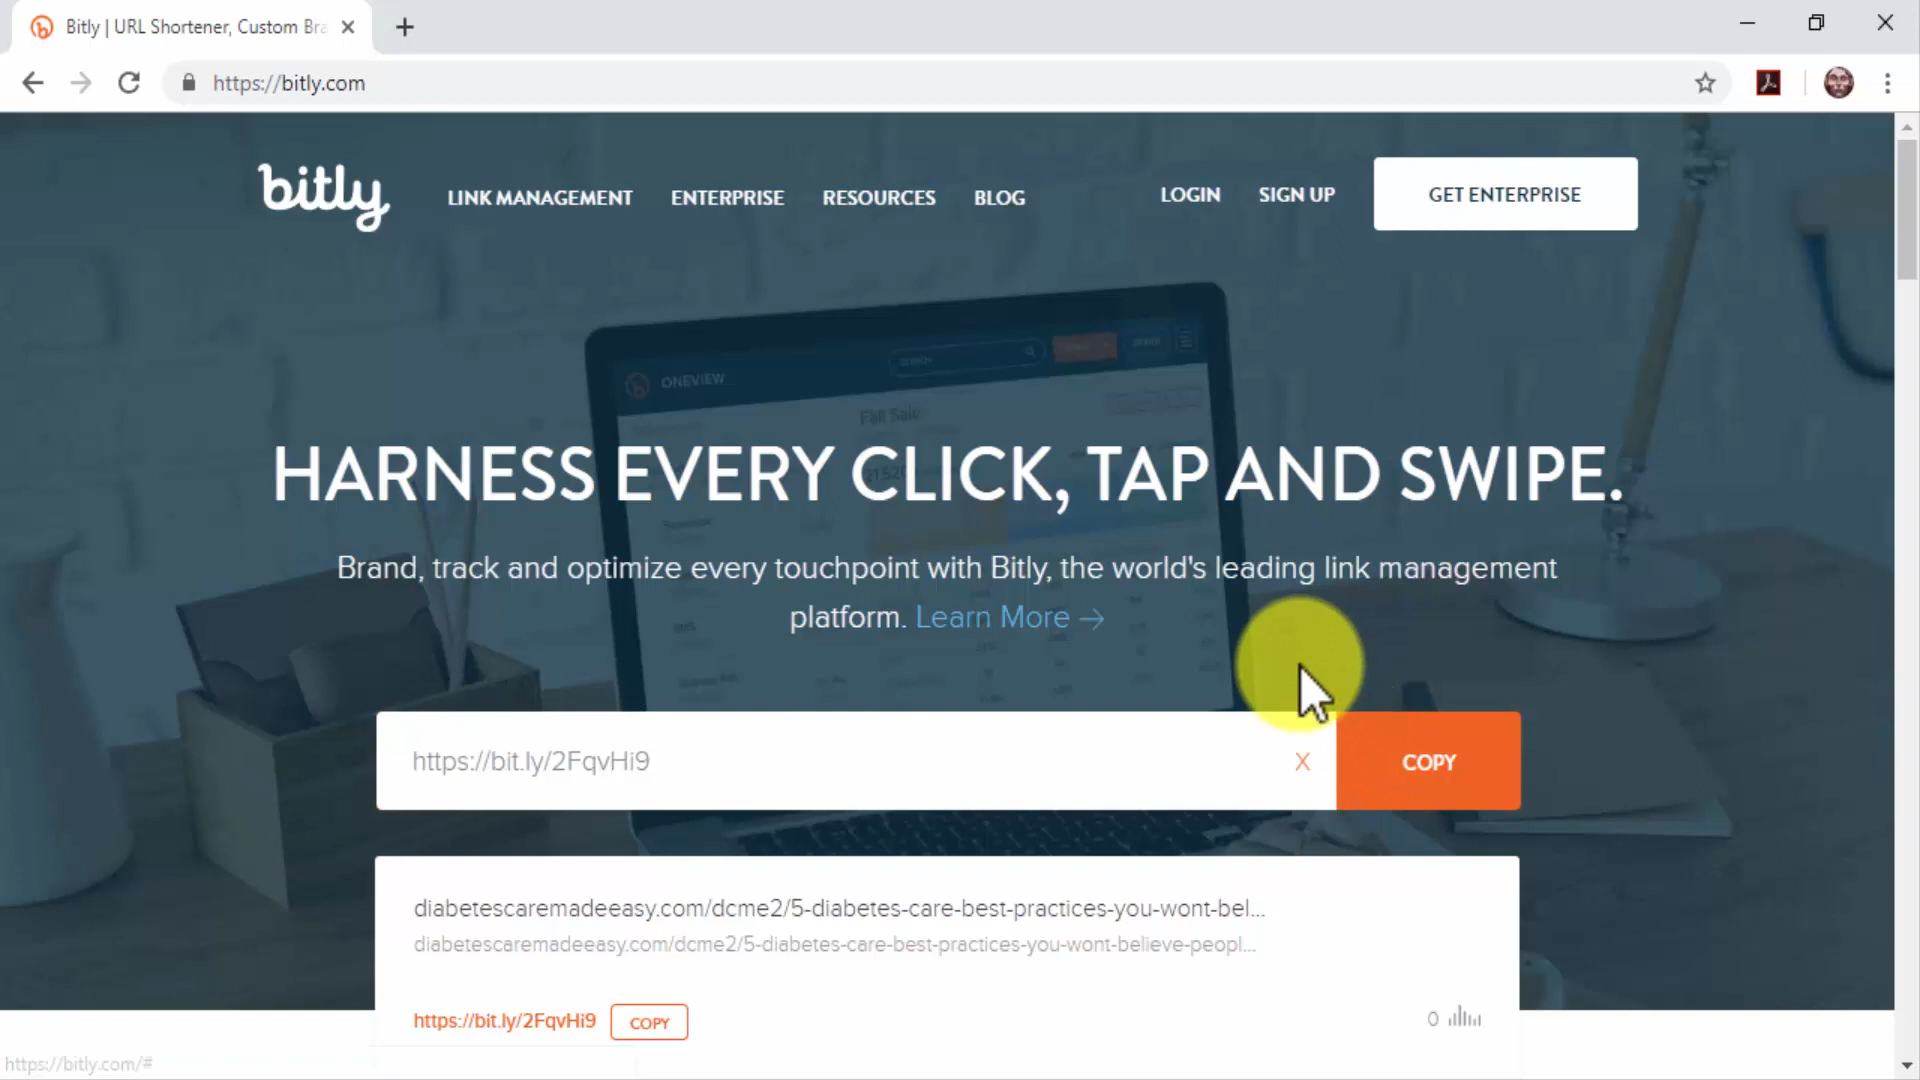 Bitly | URL Shortener, Custom Bra
https://bitly.com
bitly
LINK MANAGEMENT
ENTERPRISE
RESOURCES
BLOG
LOGIN
SIGN UP
GET ENTERPRISE
ONEVIEW
Fall Sale
HARNESS EVERY CLICK, TAP AND SWIPE.
Brand, track and optimize every touchpoint with Bitly, the world's leading link management
platform. Learn More →
https://bit.ly/2FqvHi9
X
COPY
diabetescaremadeeasy.com/dcme2/5-diabetes-care-best-practices-you-wont-bel...
diabetescaremadeeasy.com/dcme2/5-diabetes-care-best-practices-you-wont-believe-peopl...
https://bit.ly/2FqvHi9
COPY
0
https://bitly.com/#